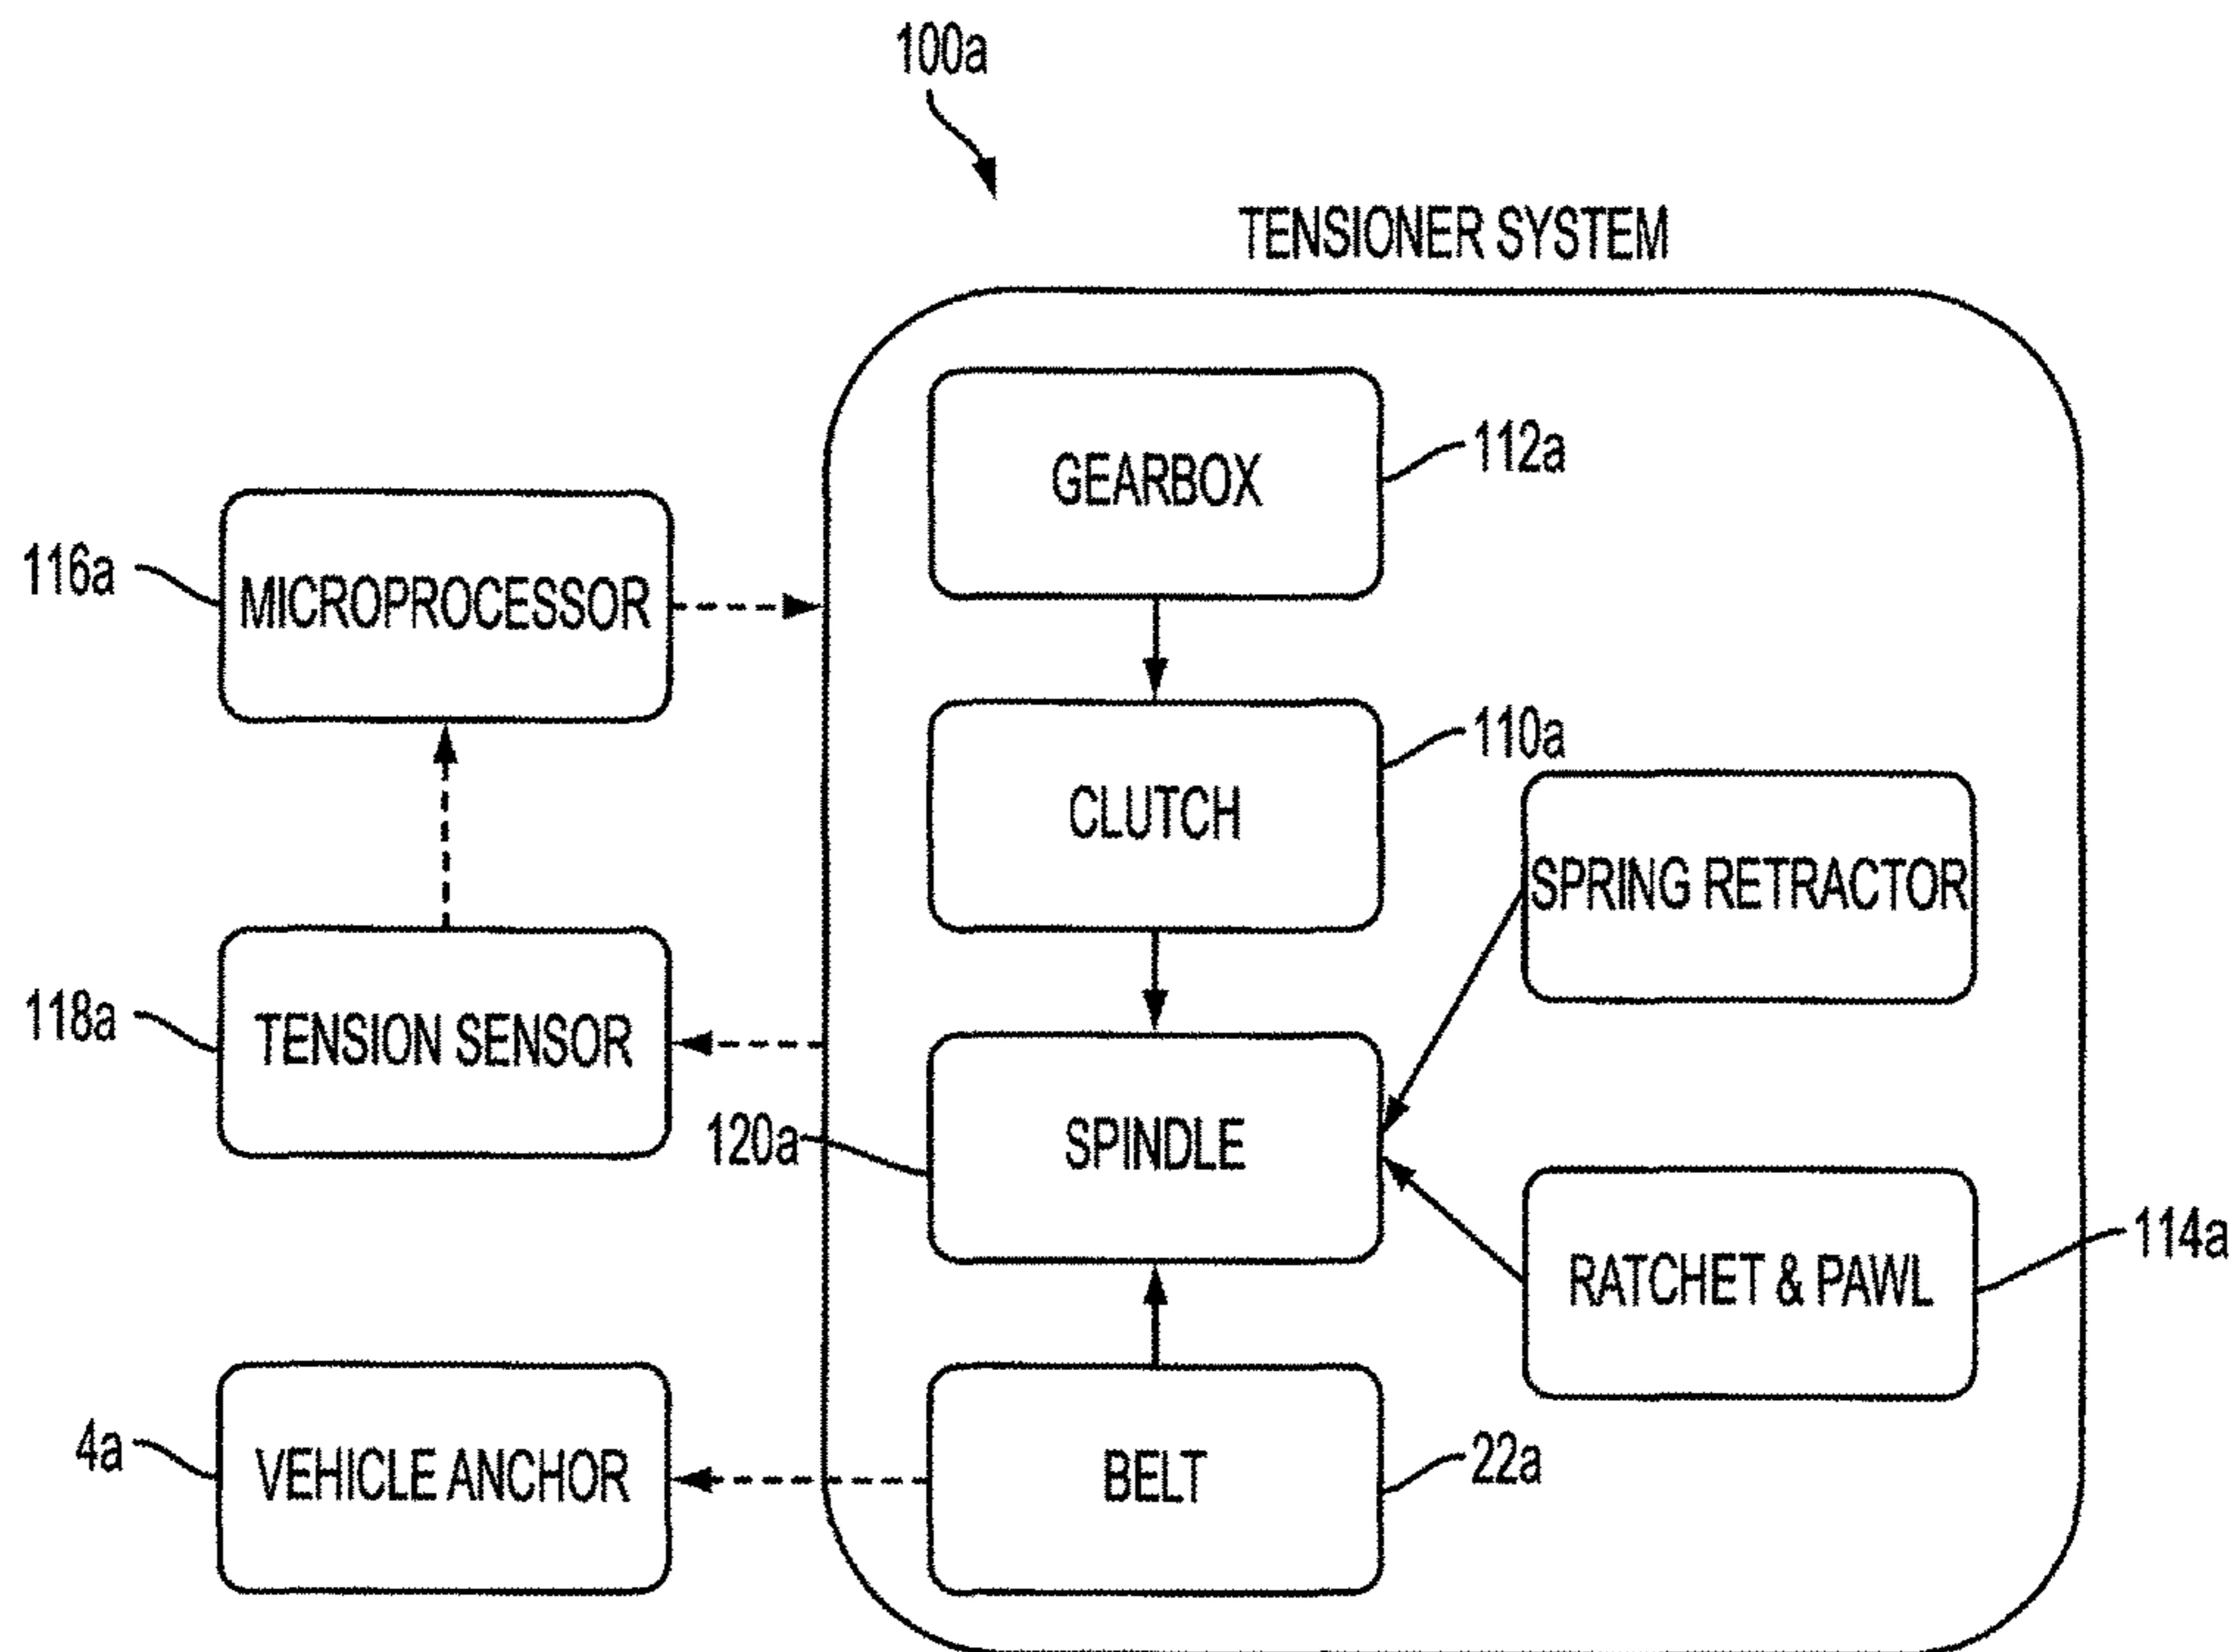 100a
TENSIONER SYSTEM
GEARBOX
112a
116a
MICROPROCESSOR
CLUTCH
110a
SPRING RETRACTOR
118a
TENSION SENSOR
120a
SPINDLE
RATCHET & PAWL
114a
4a
VEHICLE ANCHOR
BELT
22a